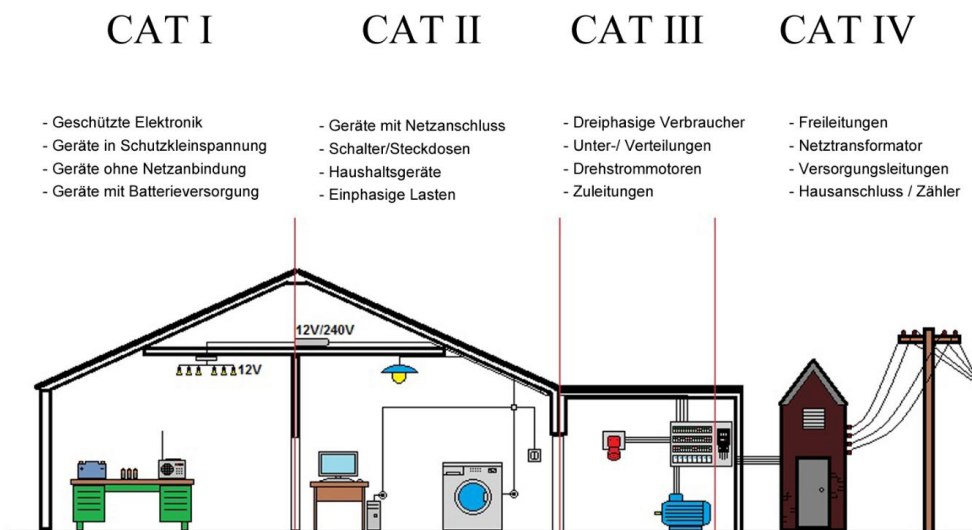 CAT I
CAT II
CAT III
CAT IV
- Geschützte Elektronik
- Geräte in Schutzkleinspannung
- Geräte ohne Netzanbindung
- Geräte mit Batterieversorgung
- Geräte mit Netzanschluss
- Schalter/Steckdosen
- Haushaltsgeräte
- Einphasige Lasten
- Dreiphasige Verbraucher
- Unter-/ Verteilungen
- Drehstrommotoren
- Zuleitungen
- Freileitungen
- Netztransformator
- Versorgungsleitungen
- Hausanschluss / Zähler
12V/240V
12V